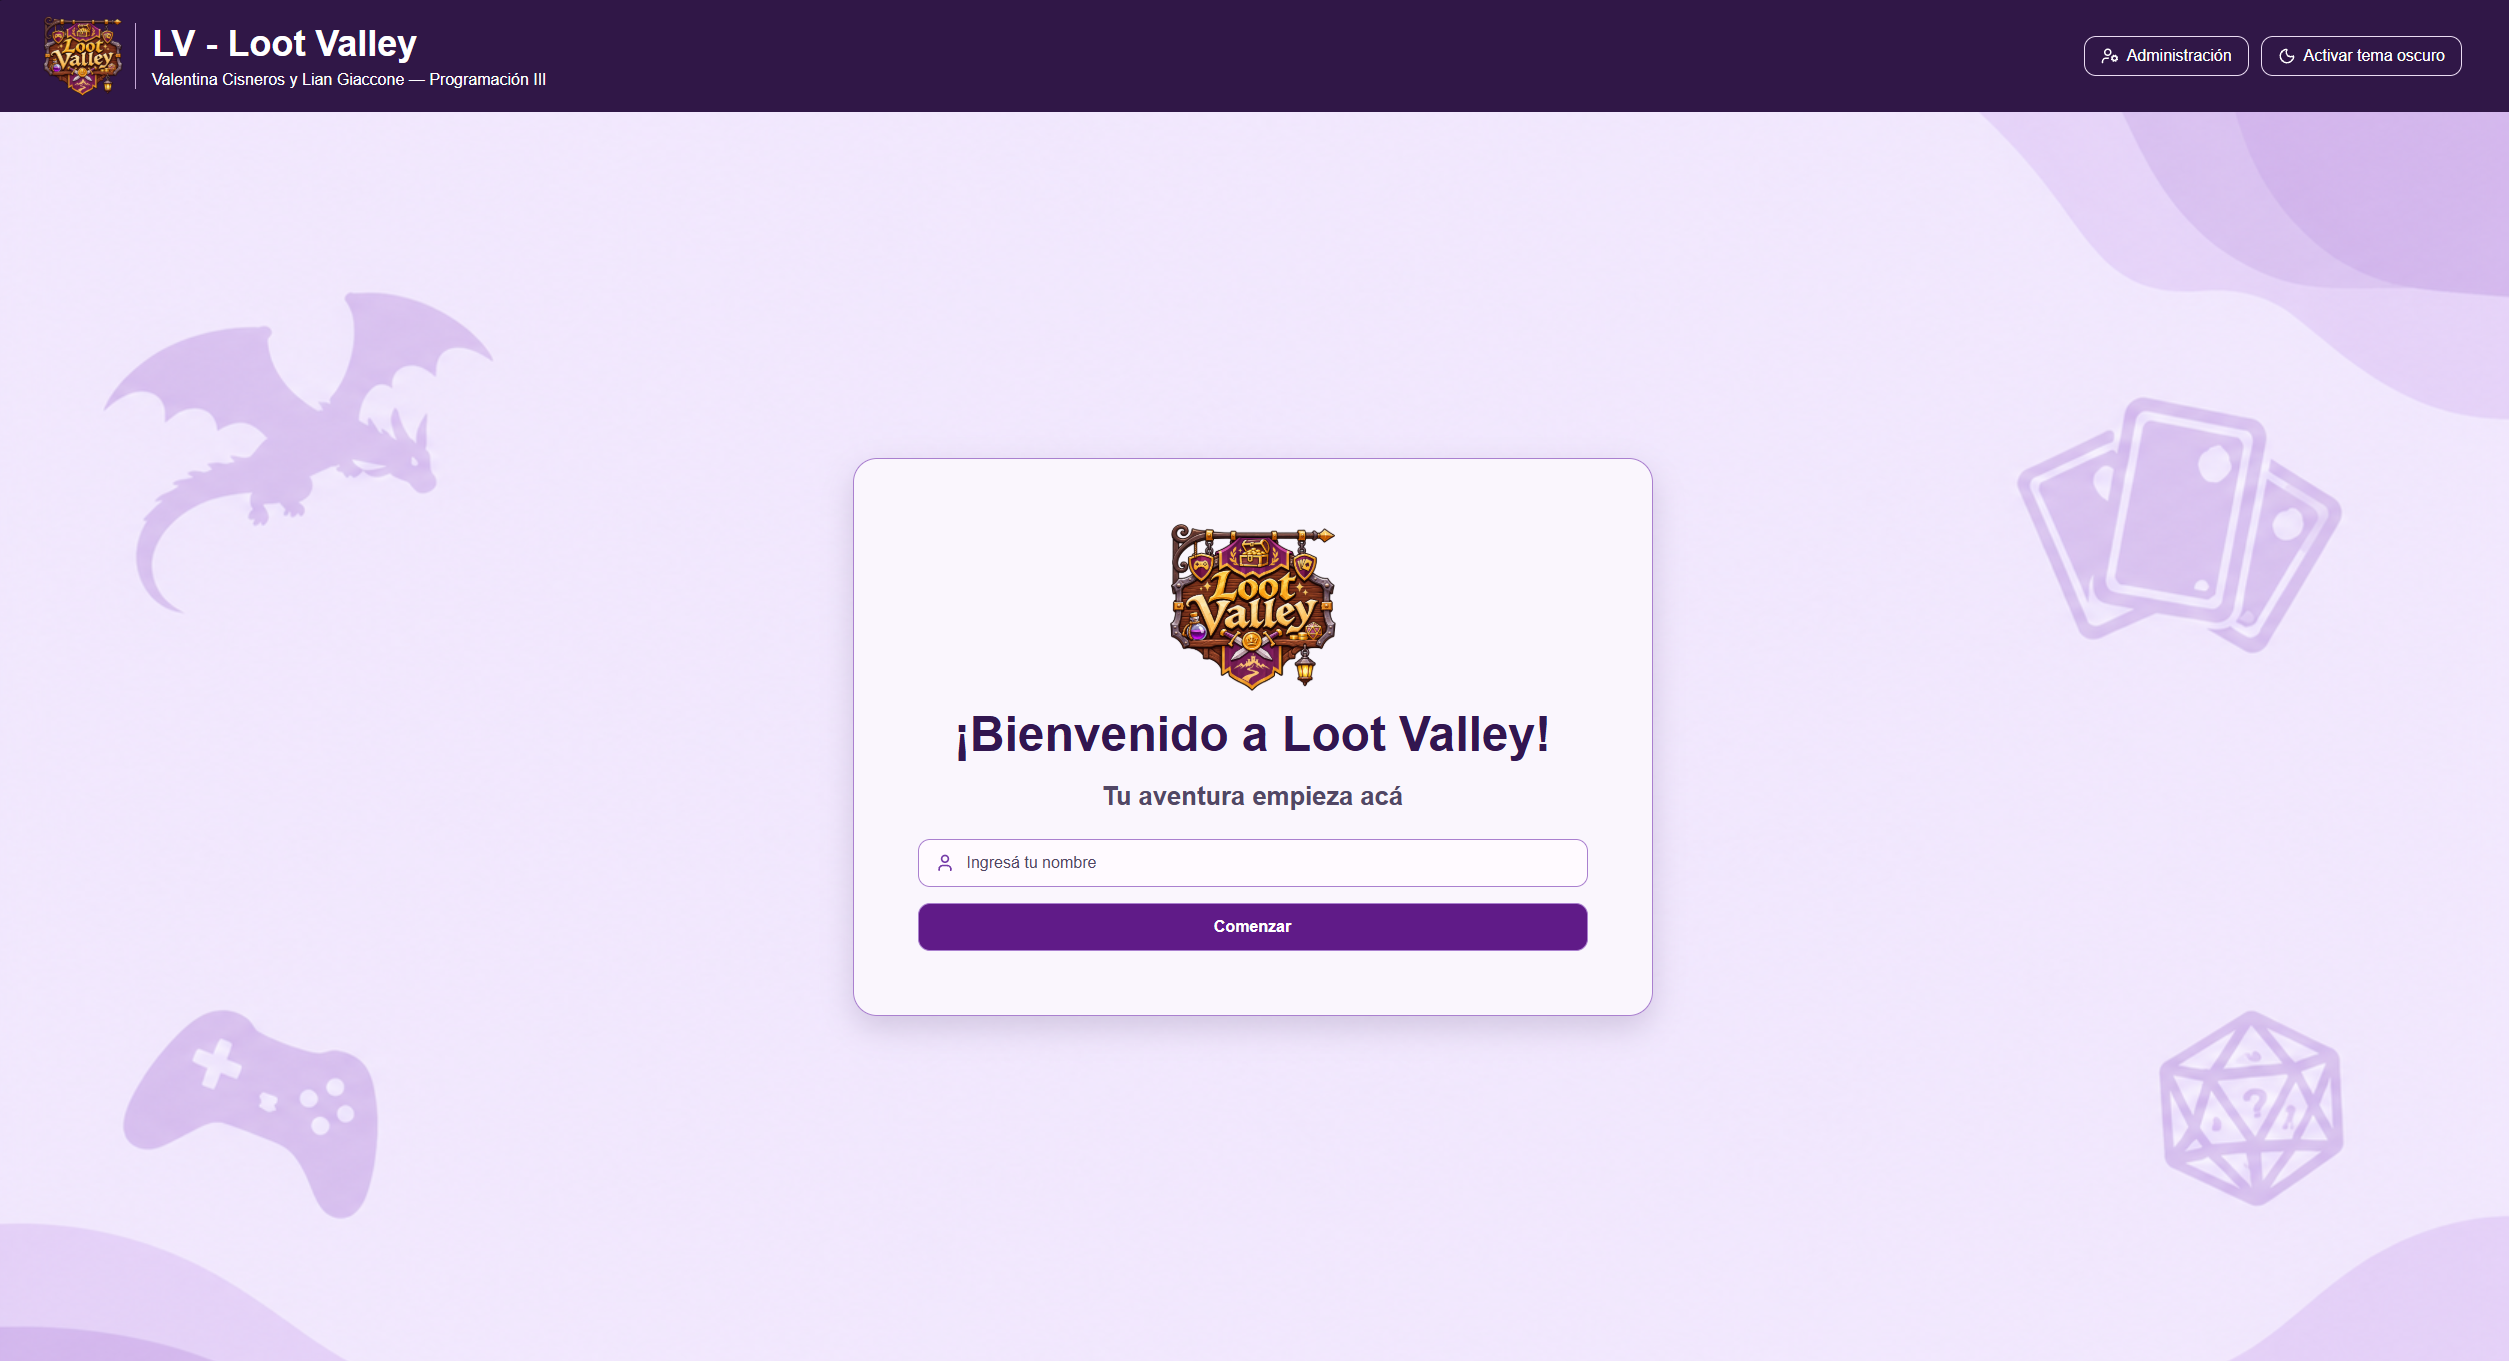 Loot
Valley
LV - Loot Valley
Valentina Cisneros y Lian Giaccone — Programación III
Administración
Activar tema oscuro
Loot
Valley
¡Bienvenido a Loot Valley!
Tu aventura empieza acá
Ingresá tu nombre
Comenzar
?